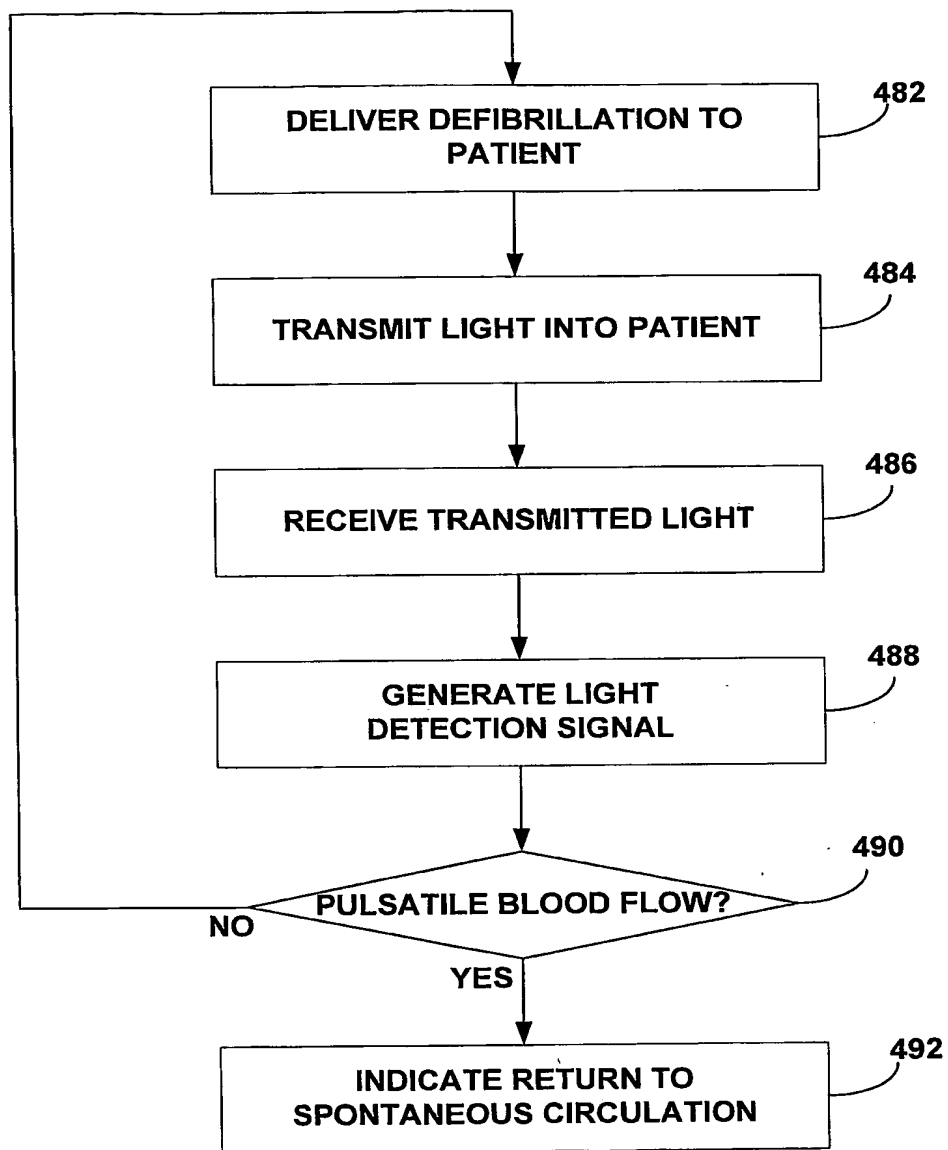 482
DELIVER DEFIBRILLATION TO
PATIENT
484
TRANSMIT LIGHT INTO PATIENT
486
RECEIVE TRANSMITTED LIGHT
488
GENERATE LIGHT
DETECTION SIGNAL
490
PULSATILE BLOOD FLOW?
NO
YES
492
INDICATE RETURN TO
SPONTANEOUS CIRCULATION